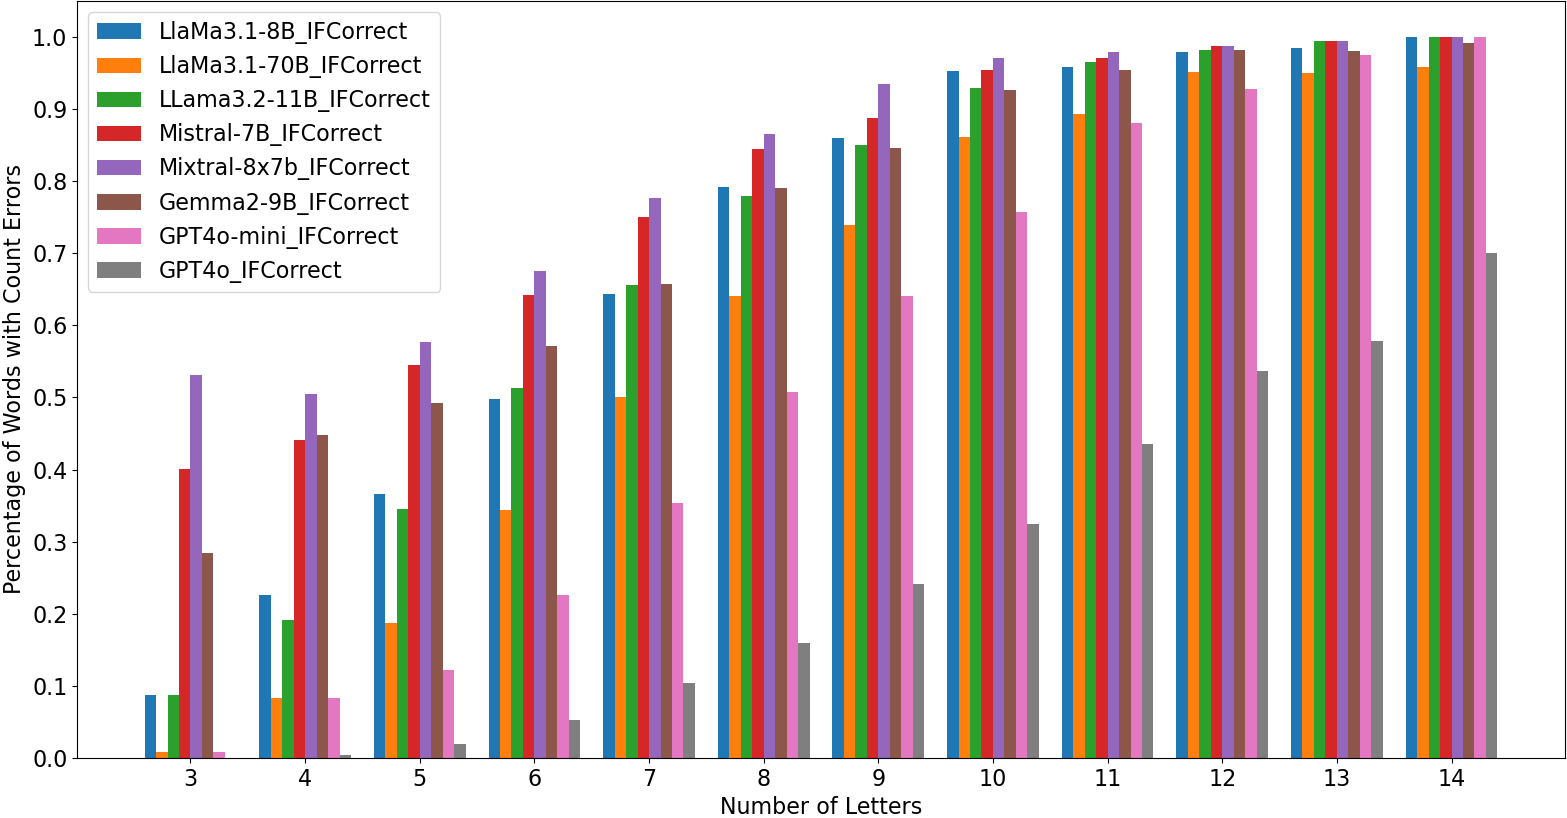 LlaMa3.1-8B_IFCorrect
LlaMa3.1-70B_IFCorrect
LLama3.2-11B_IFCorrect
Mistral-7B_IFCorrect
Mixtral-8x7b_IFCorrect
Gemma2-9B_IFCorrect
GPT4o-mini_IFCorrect
GPT4o_IFCorrect
Percentage of Words with Count Errors
1.0
0.9
0.8
0.7
0.6
0.5
0.4
0.3
0.2
0.1
0.0
3 4 5 6 7 8 9 10 11 12 13 14
Number of Letters